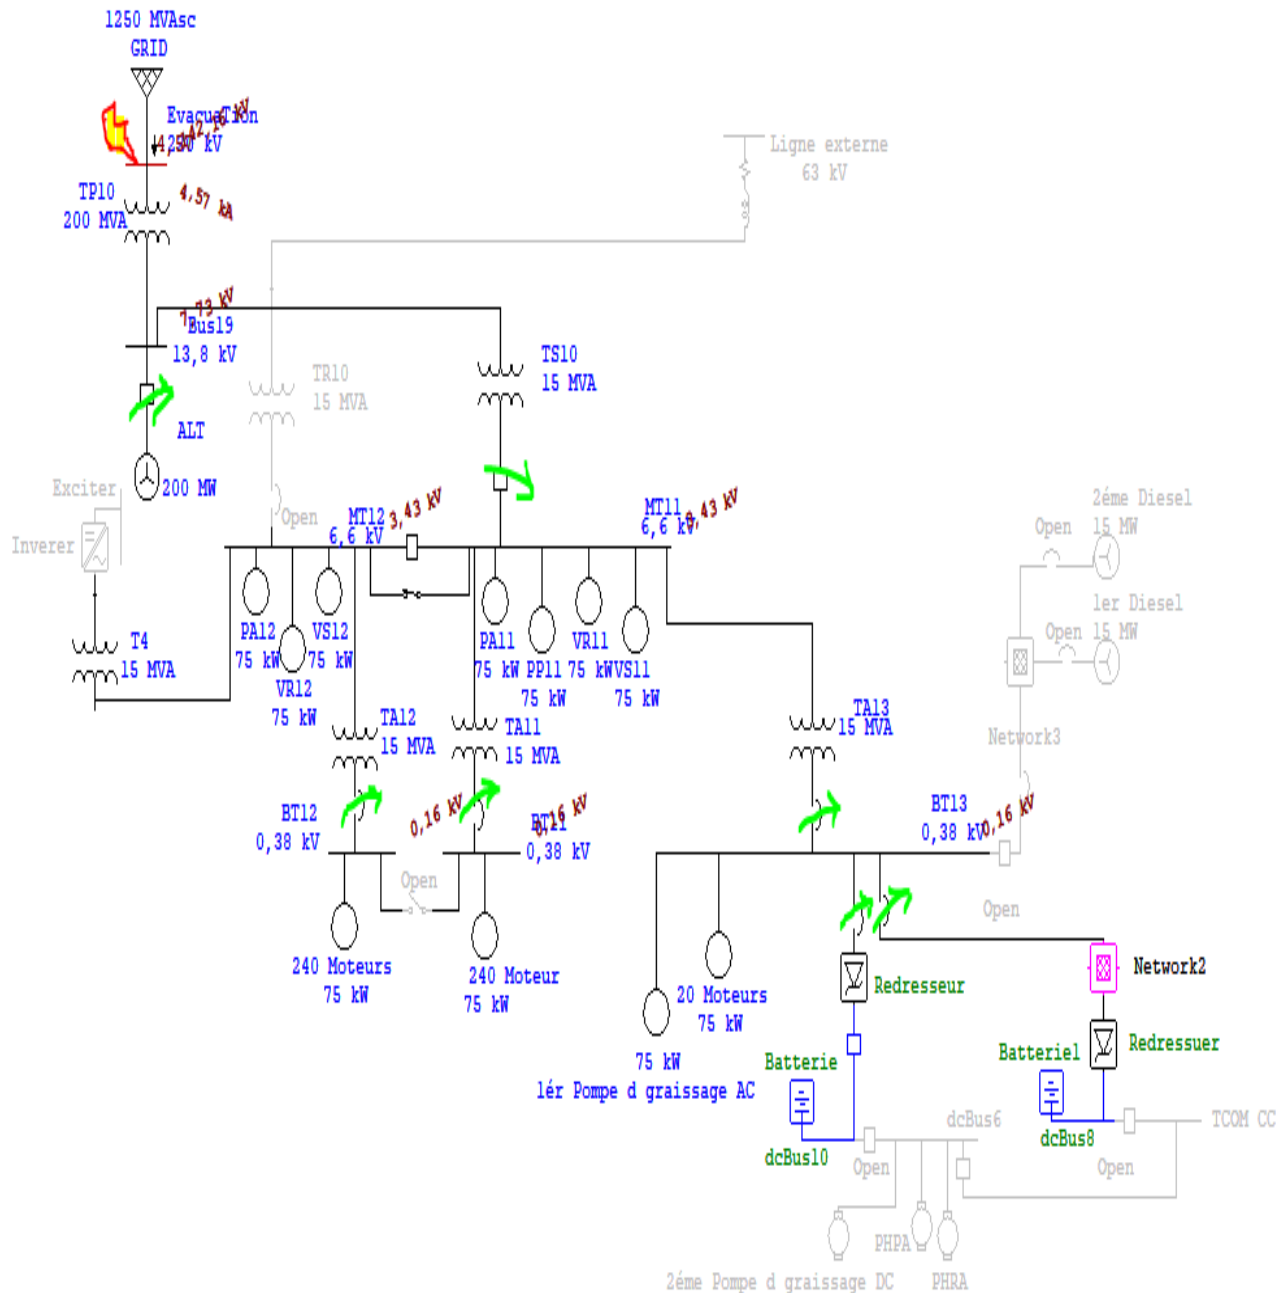 1250 MVAsc
GRID
Evacuation
kV
TP10
200 MVA
4,57 kA
Ligne externe
63 kV
7,73 kV
Bus19
13,8 kV
TR10
15 MVA
TS10
15 MVA
ALT
200 MW
Exciter
Inverer
Open
MT12
6,6 kV
3,43 kV
MT11
6,6 kV
2éme Diesel
Open
15 MW
1er Diesel
Open
15 MW
Network3
T4
15 MVA
PA12
75 kW
VS12
75 kW
VR12
75 kW
PA11
75 kW
PP11
75 kW
VR11
75 kW
VS11
75 kW
TA12
15 MVA
TA11
15 MVA
TA13
15 MVA
BT12
0,38 kV
0,16 kV
0,16 kV
0,38 kV
BT13
0,38 kV
0,16 kV
Open
Open
240 Moteurs
75 kW
240 Moteur
75 kW
20 Moteurs
75 kW
75 kW
1ér Pompe d graissage AC
Redresseur
Network2
Redressuer
Batterie
Batterie1
dcBus10
dcBus6
dcBus8
TCOM CC
Open
Open
PHPA
PHRA
2éme Pompe d graissage DC